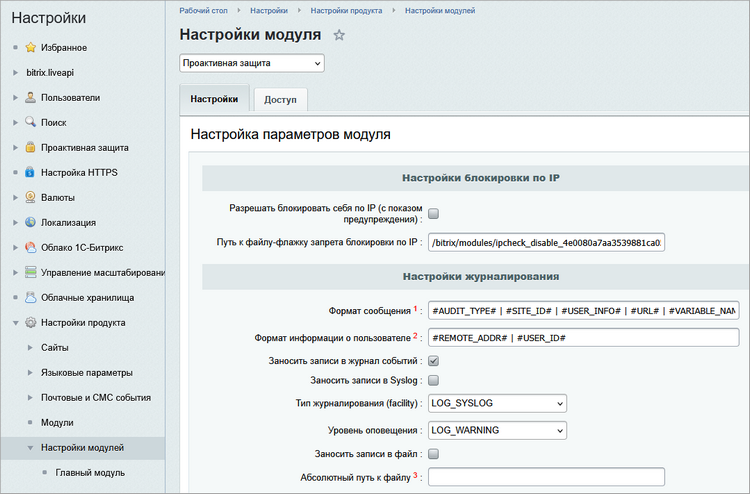 Настройки
Избранное
bitrix.liveapi
Пользователи
Поиск
Проактивная защита
Настройка HTTPS
Валюты
Локализация
Облако 1С-Битрикс
Управление масштабировани
Облачные хранилища
Настройки продукта
Сайты
Языковые параметры
Почтовые и СМС события
Модули
Настройки модулей
Главный модуль
Рабочий стол Настройки Настройки продукта Настройки модулей
Настройки модуля
Проактивная защита
Настройки Доступ
Настройка параметров модуля
Настройки блокировки по IP
Разрешать блокировать себя по IP (с показом
предупреждения) :
Путь к файлу-флажку запрета блокировки по IP : /bitrix/modules/ipcheck_disable_4e0080a7aa3539881ca0
Настройки журналирования
Формат сообщения 1 : #AUDIT_TYPE# | #SITE_ID# | #USER_INFO# | #URL# | #VARIABLE_NAM
Формат информации о пользователе 2 : #REMOTE_ADDR# | #USER_ID#
Заносить записи в журнал событий :
Заносить записи в Syslog :
Тип журналирования (facility) : LOG_SYSLOG
Уровень оповещения : LOG_WARNING
Заносить записи в файл :
Абсолютный путь к файлу 3 :